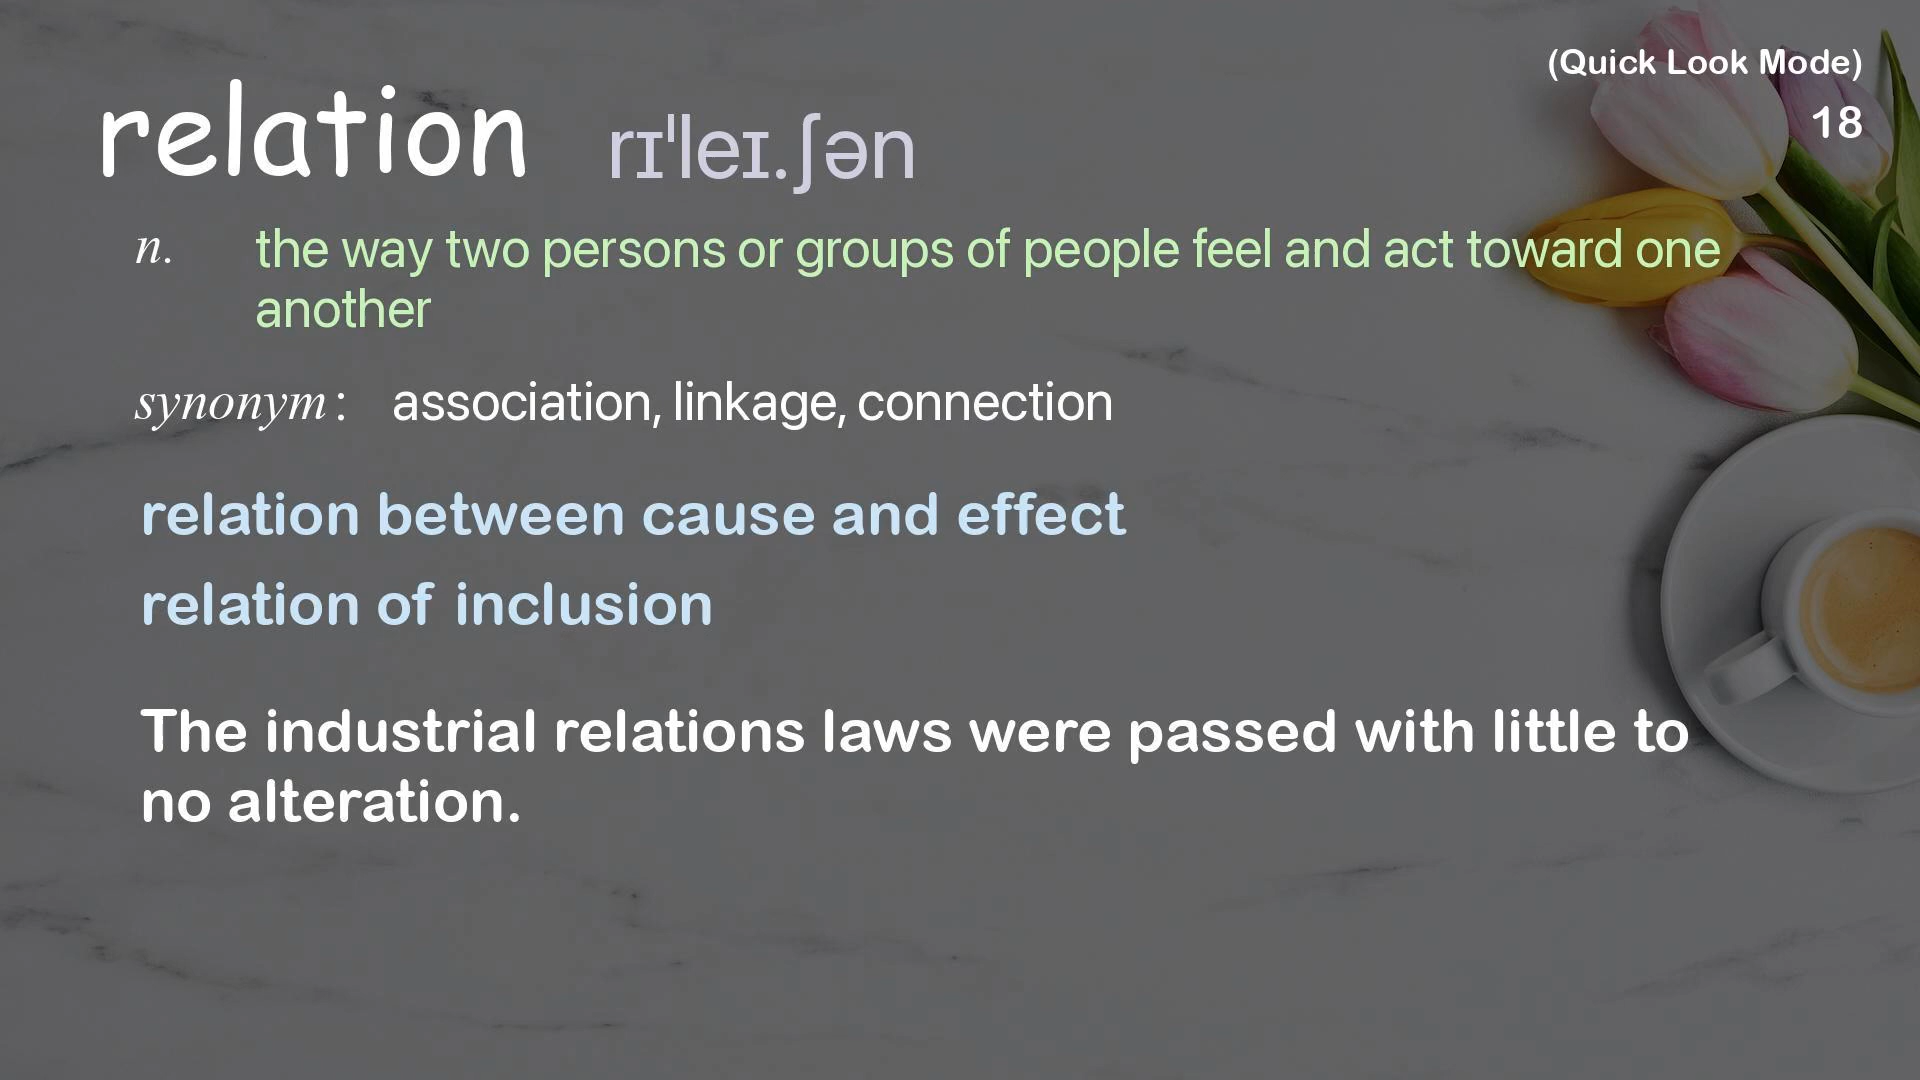 (Quick Look Mode)
18
relation rɪˈleɪ.ʃən
n. the way two persons or groups of people feel and act toward one
another
synonym: association, linkage, connection
relation between cause and effect
relation of inclusion
The industrial relations laws were passed with little to
no alteration.